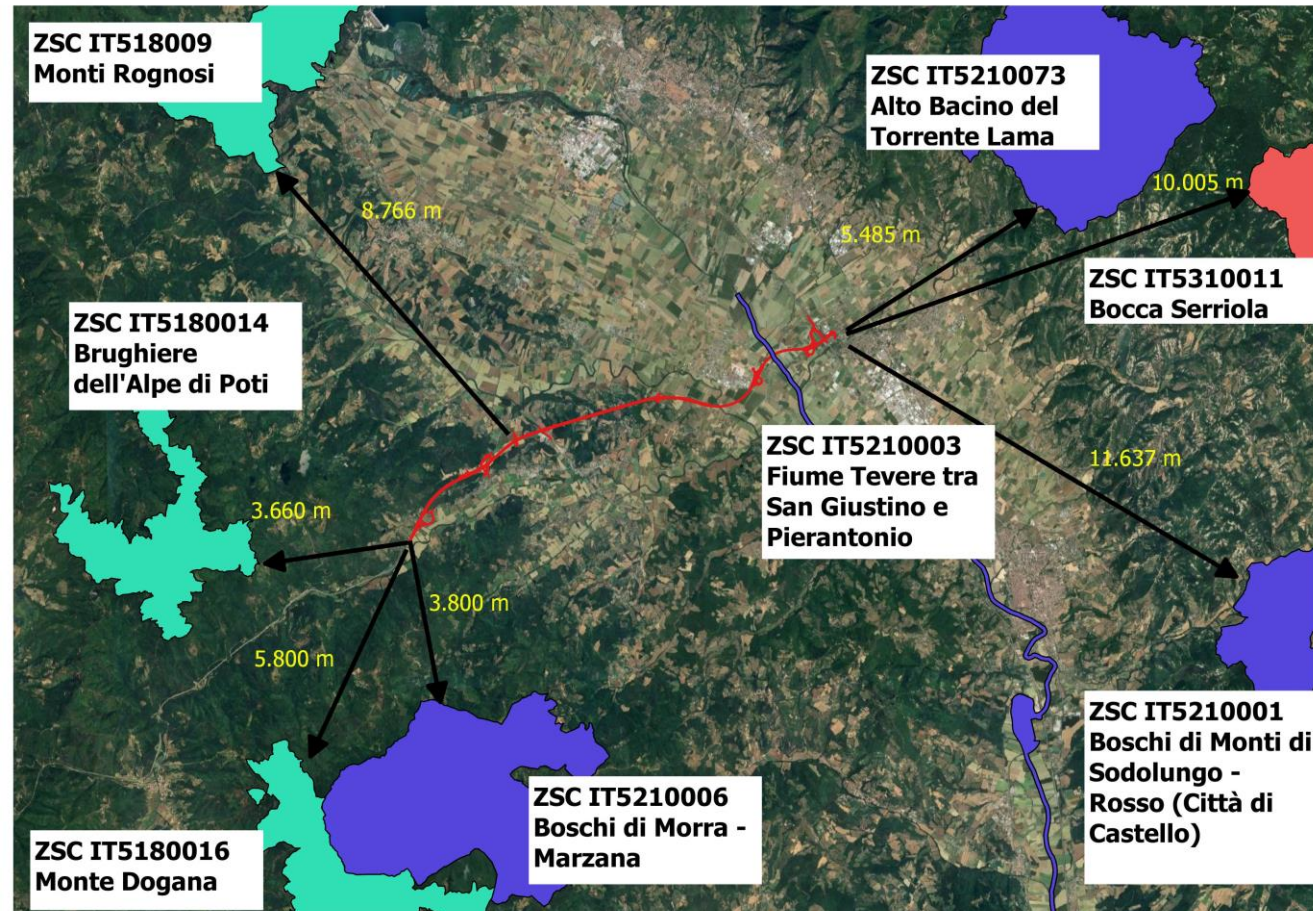 ZSC IT518009
Monti Rognosi
ZSC IT5210073
Alto Bacino del
Torrente Lama
10.005 m
8.766 m
5.485 m
ZSC IT5310011
Bocca Serriola
ZSC IT5180014
Brughiere
dell'Alpe di Poti
ZSC IT5210003
Fiume Tevere tra
San Giustino e
Pierantonio
11.637 m
3.660 m
3.800 m
5.800 m
ZSC IT5210001
Boschi di Monti di
Sodolungo -
Rosso (Città di
Castello)
ZSC IT5210006
Boschi di Morra -
Marzana
ZSC IT5180016
Monte Dogana